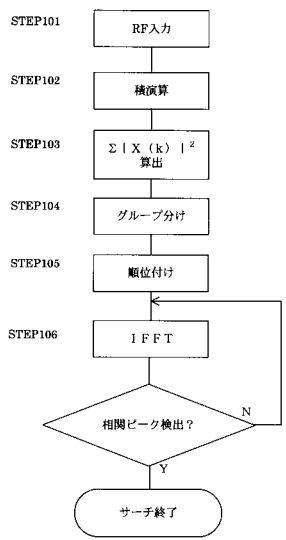 STEP101
RF入力
STEP102
積演算
STEP103
Σ|X(k)|²
算出
STEP104
グループ分け
STEP105
順位付け
STEP106
IFFT
相関ピーク検出?
N
Y
サーチ終了